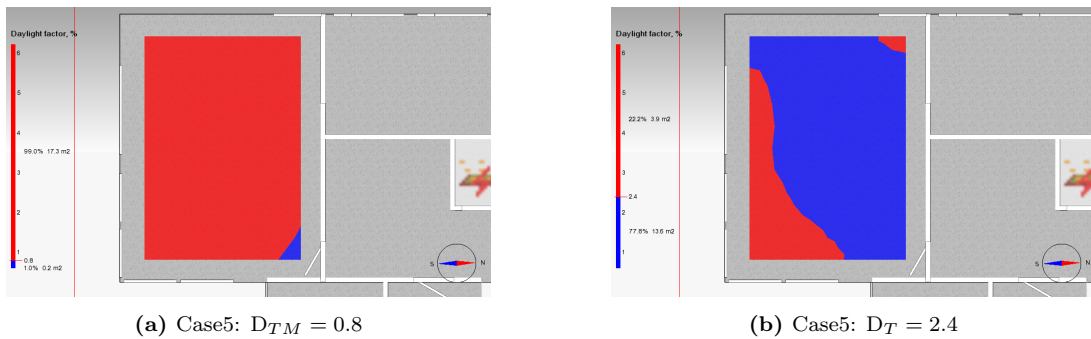 Daylight factor, %
6
5
4
99.0% 17.3 m2
3
2
1
0.8
1.0% 0.2 m2
S N
(a) Case5: D_{TM} = 0.8
Daylight factor, %
6
5
22.2% 3.9 m2
4
3
2.4
2
77.8% 13.6 m2
1
S N
(b) Case5: D_T = 2.4